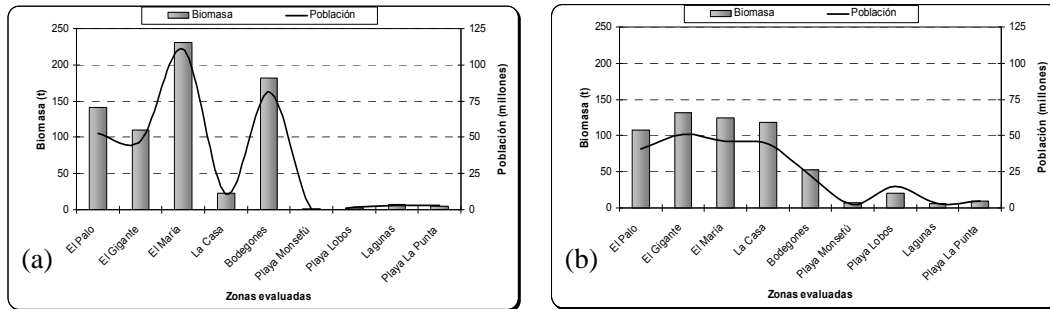 Biomasa Población
Biomasa (t)
250
200
150
100
50
0
Población (millones)
125
100
75
50
25
0
El Palo
El Gigante
El María
La Casa
Bodegones
Playa Monsefú
Playa Lobos
Lagunas
Playa La Punta
Zonas evaluadas
(a)
Biomasa Población
Biomasa (t)
250
200
150
100
50
0
Población (millones)
125
100
75
50
25
0
El Palo
El Gigante
El María
La Casa
Bodegones
Playa Monsefú
Playa Lobos
Lagunas
Playa La Punta
Zonas evaluadas
(b)